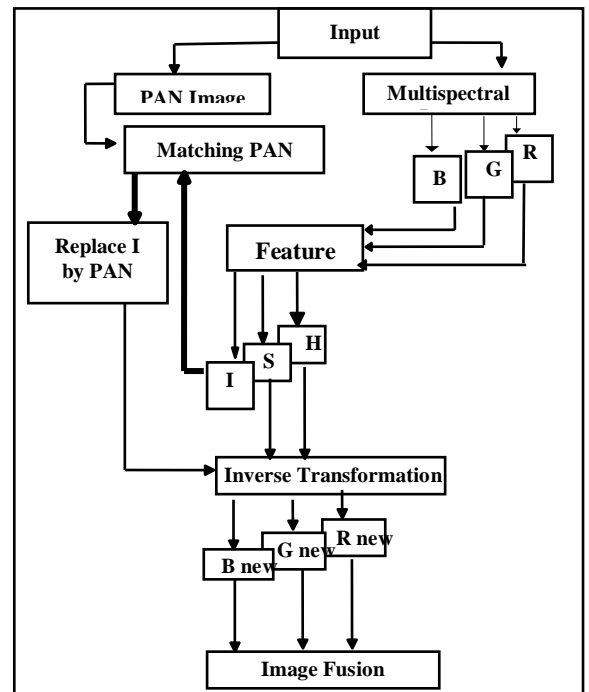 Input
PAN Image
Multispectral
Matching PAN
B
G
R
Replace I
by PAN
Feature
I
S
H
Inverse Transformation
B new
G new
R new
Image Fusion